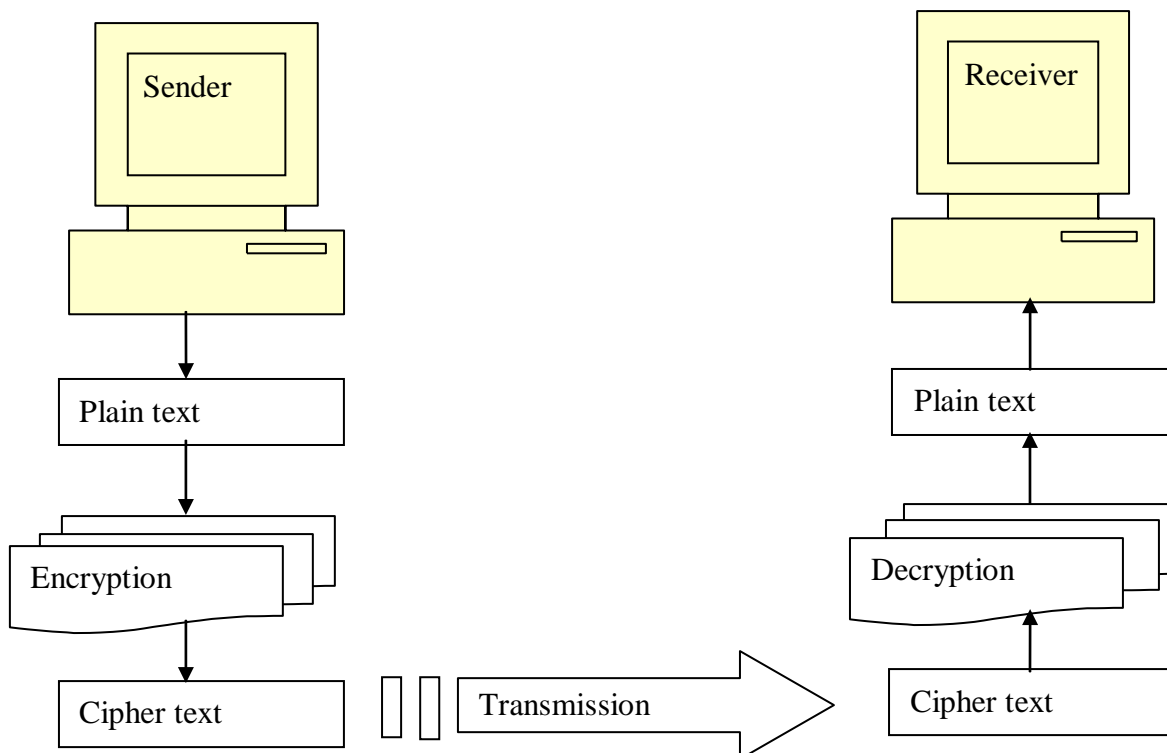 Sender
Receiver
Plain text
Plain text
Encryption
Decryption
Cipher text
Transmission
Cipher text